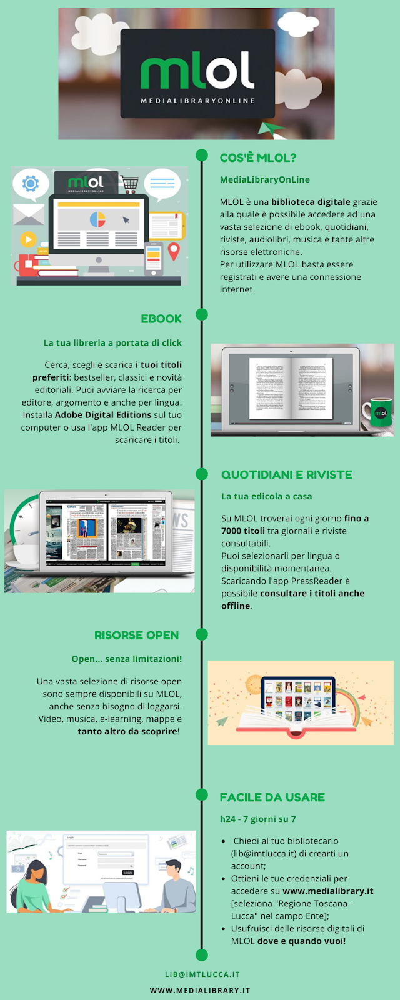 mlol
MEDIALIBRARYONLINE
COS'È MLOL?
MediaLibraryOnLine
MLOL è una biblioteca digitale grazie
alla quale è possibile accedere ad una
vasta selezione di ebook, quotidiani,
riviste, audiolibri, musica e tante altre
risorse elettroniche.
Per utilizzare MLOL basta essere
registrati e avere una connessione
internet.
mlol
MEDIALIBRARYONLINE
EBOOK
La tua libreria a portata di click
Cerca, scegli e scarica i tuoi titoli
preferiti: bestseller, classici e novità
editoriali. Puoi avviare la ricerca per
editore, argomento e anche per lingua.
Installa Adobe Digital Editions sul tuo
computer o usa l'app MLOL Reader per
scaricare i titoli.
mlol
QUOTIDIANI E RIVISTE
La tua edicola a casa
Su MLOL troverai ogni giorno fino a
7000 titoli tra giornali e riviste
consultabili.
Puoi selezionarli per lingua o
disponibilità momentanea.
Scaricando l'app PressReader è
possibile consultare i titoli anche
offline.
Cultura
WS
RISORSE OPEN
Open... senza limitazioni!
Una vasta selezione di risorse open
sono sempre disponibili su MLOL,
anche senza bisogno di loggarsi.
Video, musica, e-learning, mappe e
tanto altro da scoprire!
FACILE DA USARE
h24 - 7 giorni su 7
• Chiedi al tuo bibliotecario
(lib@imtlucca.it) di crearti un
account;
• Ottieni le tue credenziali per
accedere su www.medialibrary.it
[seleziona "Regione Toscana -
Lucca" nel campo Ente];
• Usufruisci delle risorse digitali di
MLOL dove e quando vuoi!
Login
LOGIN
LIB@IMTLUCCA.IT
WWW.MEDIALIBRARY.IT